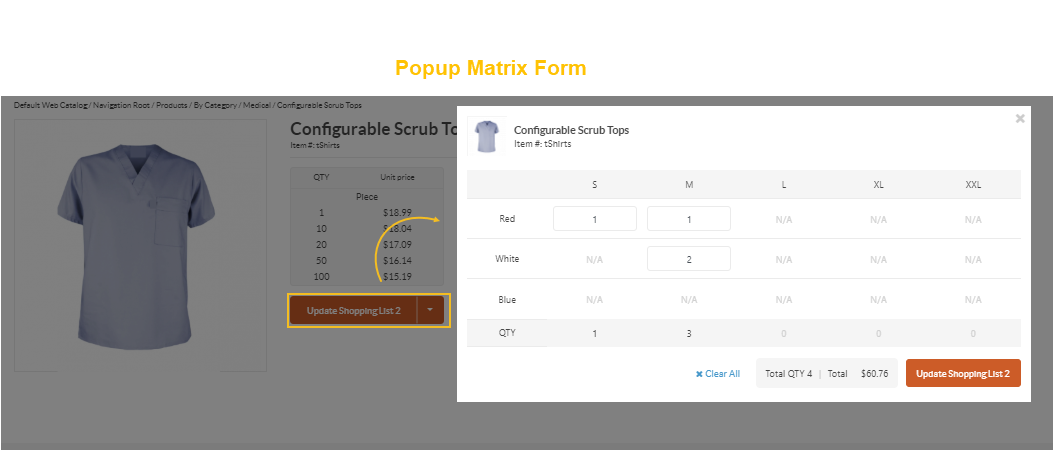 Popup Matrix Form
Default Web Catalog / Navigation Root / Products / By Category / Medical / Configurable Scrub Tops
Configurable Scrub To
Item #: tShirts
QTY Unit price
Piece
1 $18.99
10 $18.04
20 $17.09
50 $16.14
100 $15.19
Update Shopping List 2
Configurable Scrub Tops
Item #: tShirts
S M L XL XXL
Red 1 1 N/A N/A N/A
White N/A 2 N/A N/A N/A
Blue N/A N/A N/A N/A N/A
QTY 1 3 0 0 0
Clear All Total QTY 4 | Total $60.76 Update Shopping List 2